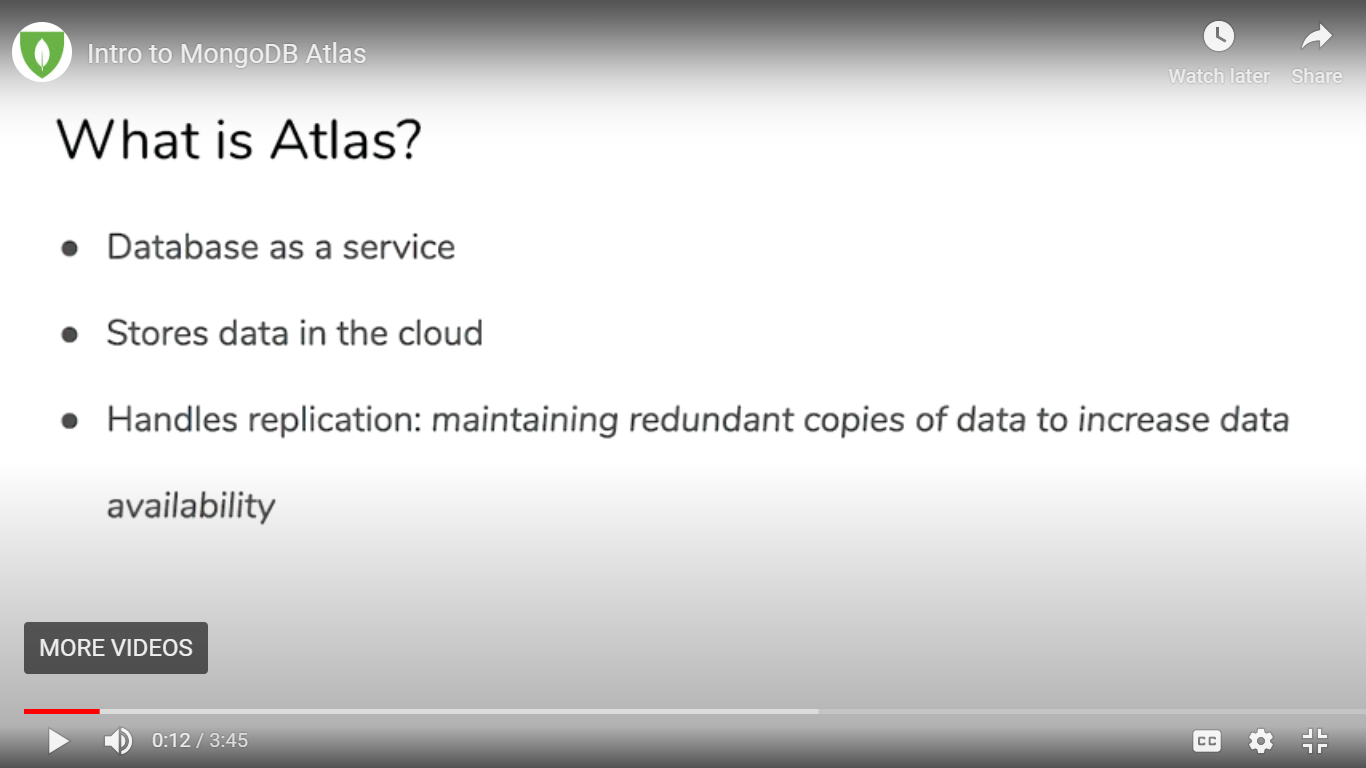 Intro to MongoDB Atlas
Watch later
Share
What is Atlas?
● Database as a service
● Stores data in the cloud
● Handles replication: maintaining redundant copies of data to increase data
availability
MORE VIDEOS
0:12 / 3:45
CC